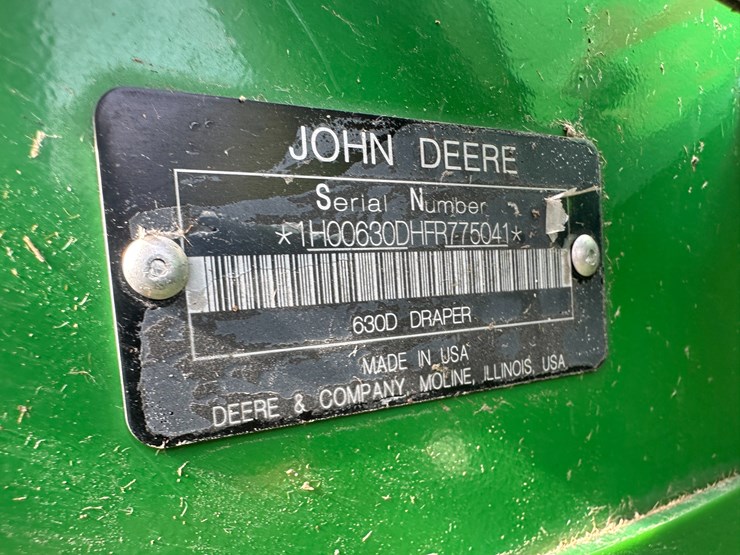 JOHN DEERE
Serial Number
*1H00630DHFR775041*
630D DRAPER
MADE IN USA
DEERE & COMPANY, MOLINE, ILLINOIS, USA